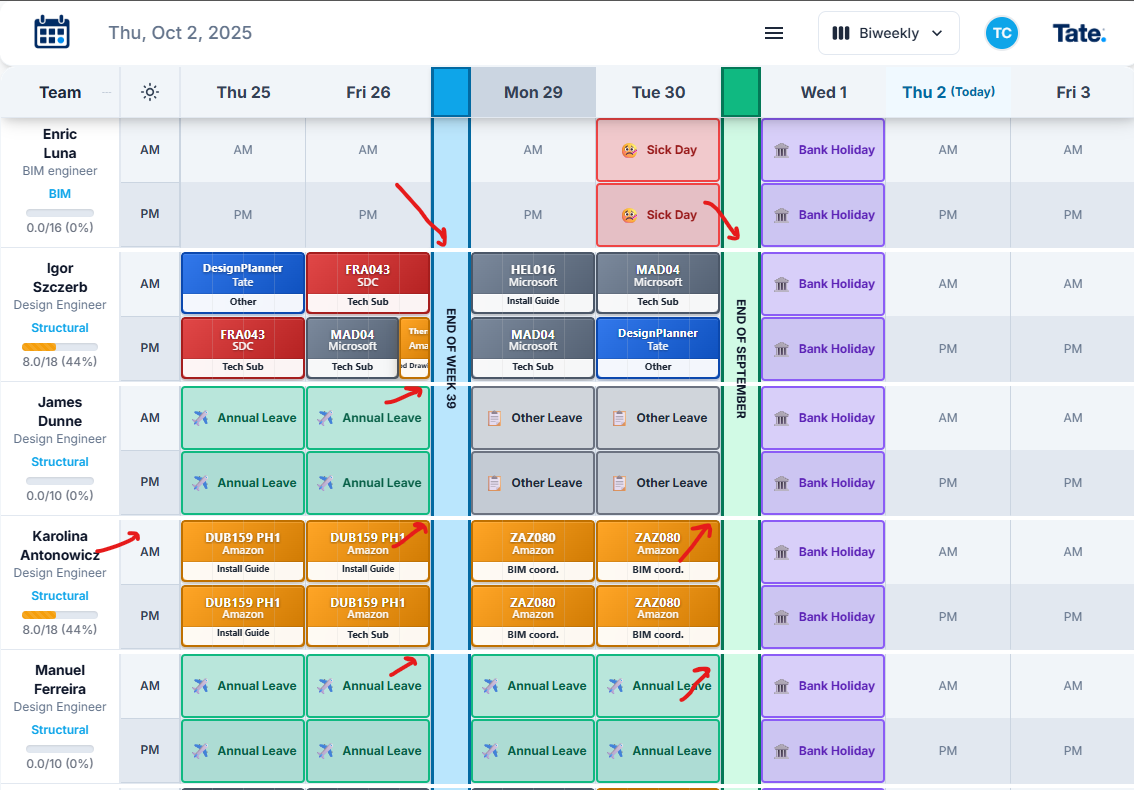 Thu, Oct 2, 2025
Biweekly
TC
Tate.
Team
Thu 25
Fri 26
Mon 29
Tue 30
Wed 1
Thu 2 (Today)
Fri 3
Enric
Luna
BIM engineer
BIM
0.0/16 (0%)
AM AM AM AM Sick Day Bank Holiday AM AM
PM PM PM PM Sick Day Bank Holiday PM PM
Igor
Szczerb
Design Engineer
Structural
8.0/18 (44%)
AM
DesignPlanner
Tate
Other
FRA043
SDC
Tech Sub
HEL016
Microsoft
Install Guide
MAD04
Microsoft
Tech Sub
Bank Holiday
AM
AM
PM
FRA043
SDC
Tech Sub
MAD04
Microsoft
Tech Sub
MAD04
Microsoft
Tech Sub
DesignPlanner
Tate
Other
Bank Holiday
PM
PM
END OF WEEK 39
END OF SEPTEMBER
James
Dunne
Design Engineer
Structural
0.0/10 (0%)
AM Annual Leave Annual Leave Other Leave Other Leave Bank Holiday AM AM
PM Annual Leave Annual Leave Other Leave Other Leave Bank Holiday PM PM
Karolina
Antonowicz
Design Engineer
Structural
8.0/18 (44%)
AM
DUB159 PH1
Amazon
Install Guide
DUB159 PH1
Amazon
Install Guide
ZAZ080
Amazon
BIM coord.
ZAZ080
Amazon
BIM coord.
Bank Holiday
AM
AM
PM
DUB159 PH1
Amazon
Install Guide
DUB159 PH1
Amazon
Tech Sub
ZAZ080
Amazon
BIM coord.
ZAZ080
Amazon
BIM coord.
Bank Holiday
PM
PM
Manuel
Ferreira
Design Engineer
Structural
0.0/10 (0%)
AM Annual Leave Annual Leave Annual Leave Annual Leave Bank Holiday AM AM
PM Annual Leave Annual Leave Annual Leave Annual Leave Bank Holiday PM PM